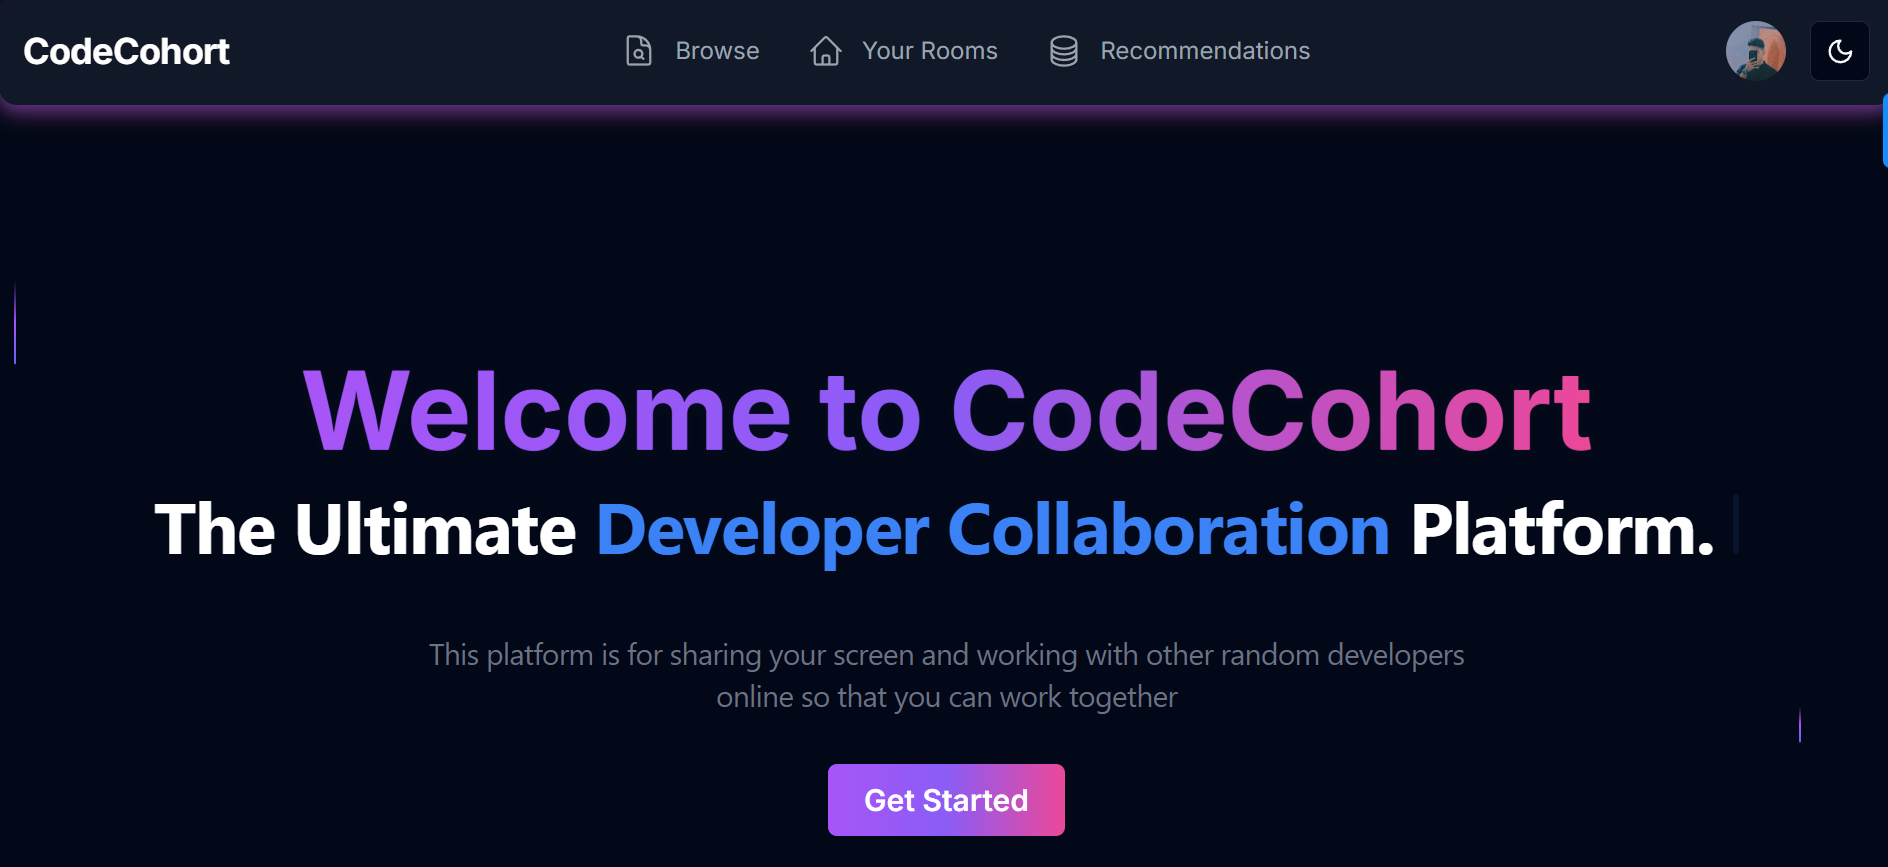 CodeCohort
Browse
Your Rooms
Recommendations
Welcome to CodeCohort
The Ultimate Developer Collaboration Platform.
This platform is for sharing your screen and working with other random developers
online so that you can work together
Get Started